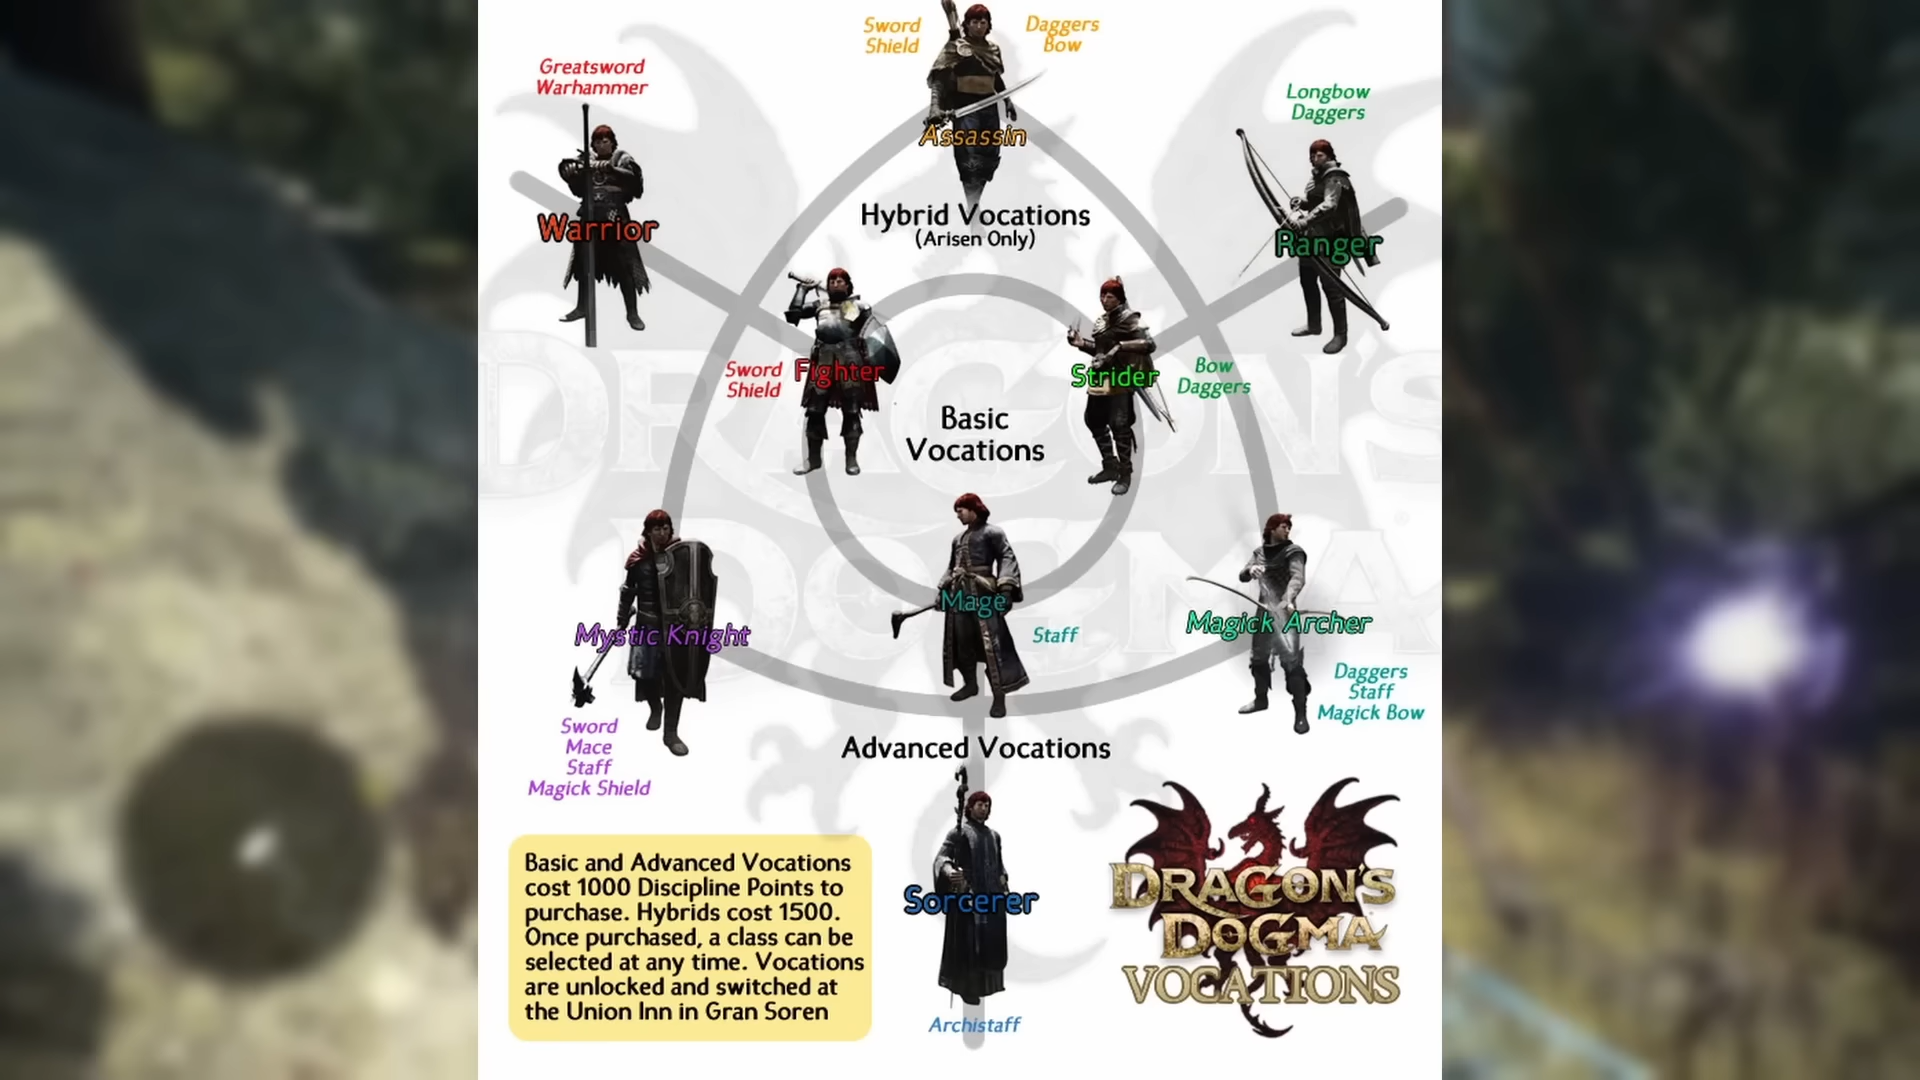 Sword
Shield
Daggers
Bow
Greatsword
Warhammer
Longbow
Daggers
Assassin
Warrior
Hybrid Vocations
(Arisen Only)
Ranger
Sword
Shield
Fighter
Strider
Bow
Daggers
Basic
Vocations
Mystic Knight
Mage
Staff
Magick Archer
Daggers
Staff
Magick Bow
Sword
Mace
Staff
Magick Shield
Advanced Vocations
Basic and Advanced Vocations
cost 1000 Discipline Points to
purchase. Hybrids cost 1500.
Once purchased, a class can be
selected at any time. Vocations
are unlocked and switched at
the Union Inn in Gran Soren
Sorcerer
Archistaff
DRAGON'S
DOGMA
VOCATIONS
DRAGON'S
DOGMA